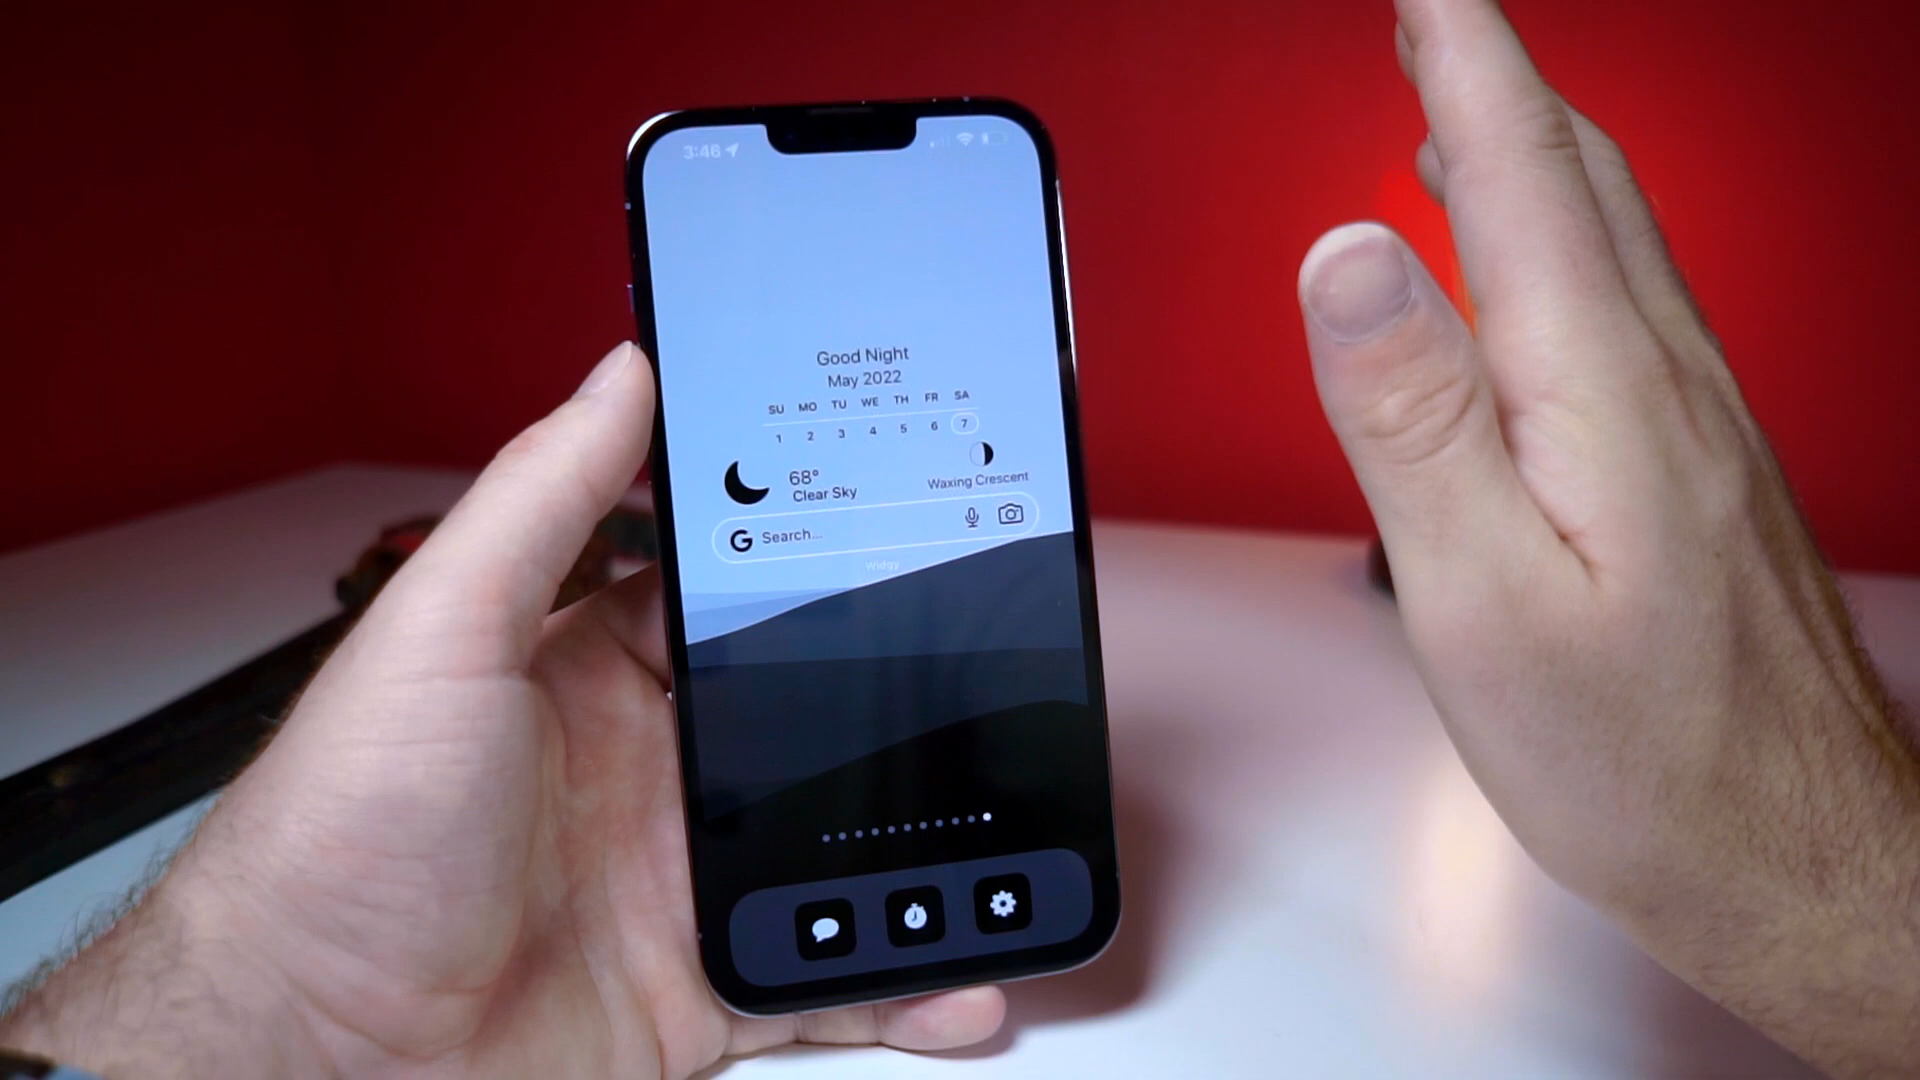 3:46
Good Night
May 2022
SU MO TU WE TH FR SA
1 2 3 4 5 6 7
68°
Clear Sky
Waxing Crescent
G Search...
Widgy